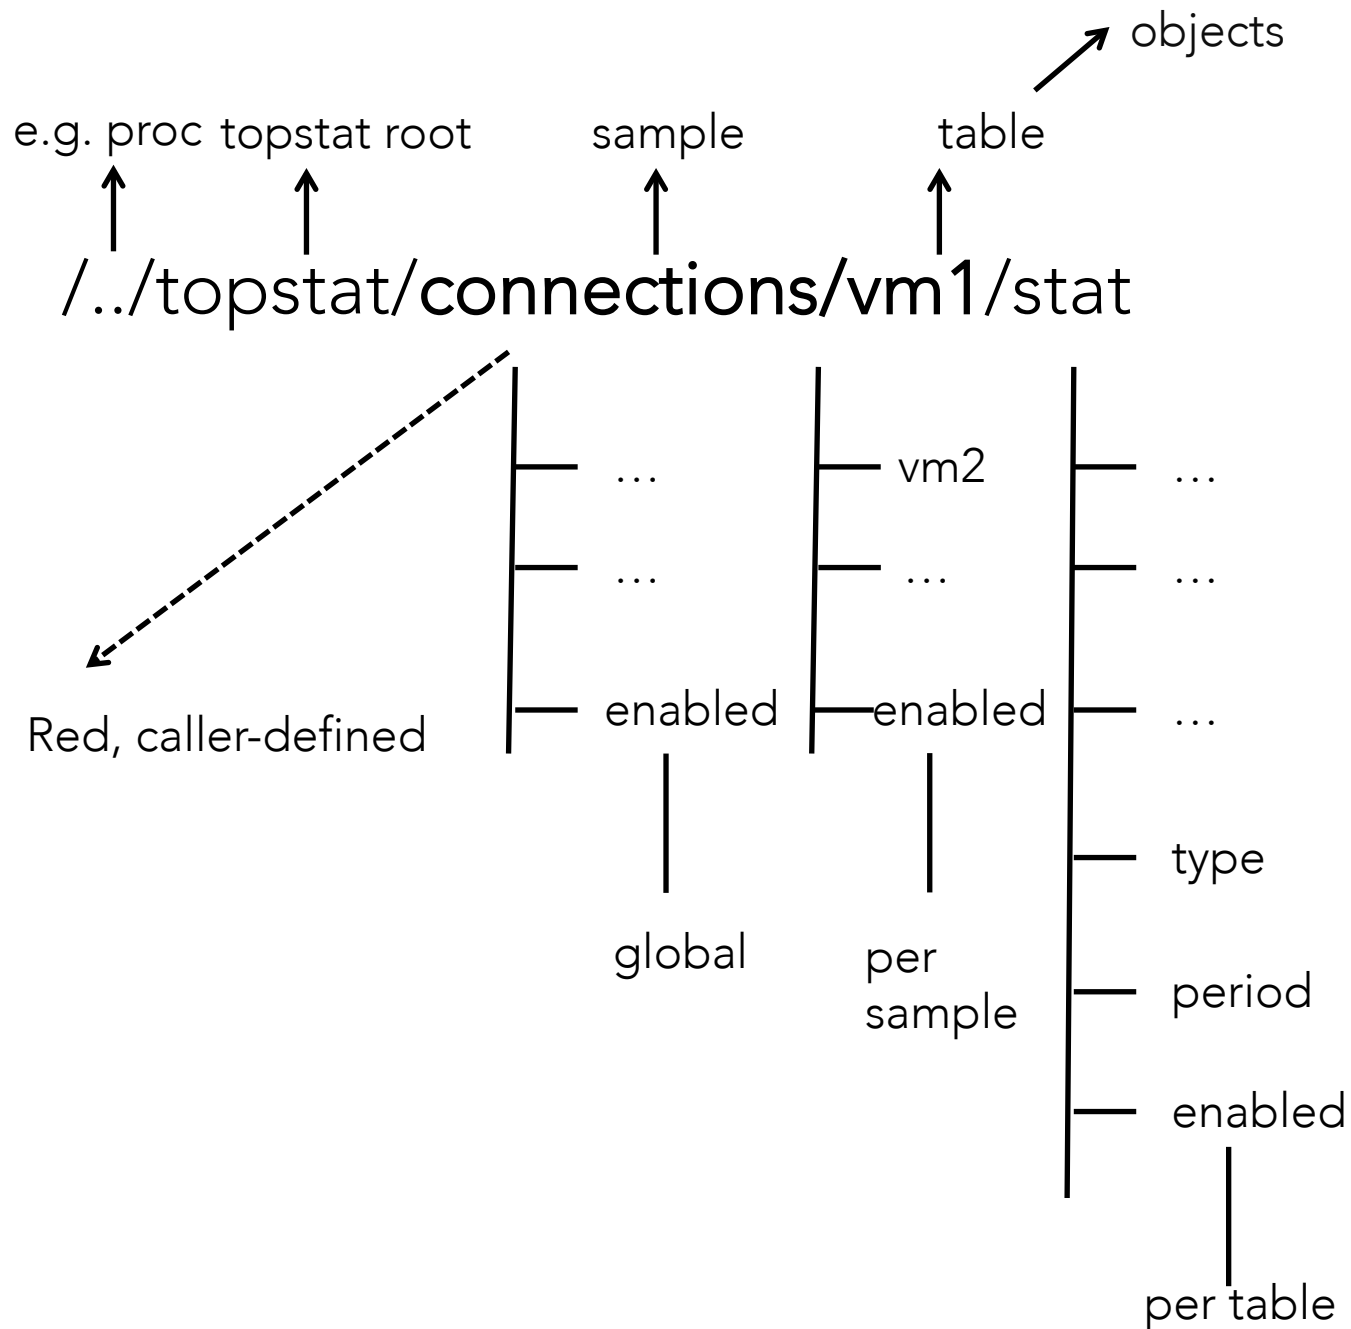 objects
e.g. proc topstat root sample table
/../topstat/connections/vm1/stat
... vm2 ...
... ... ...
Red, caller-defined enabled enabled ...
type
global per
sample
period
enabled
per table